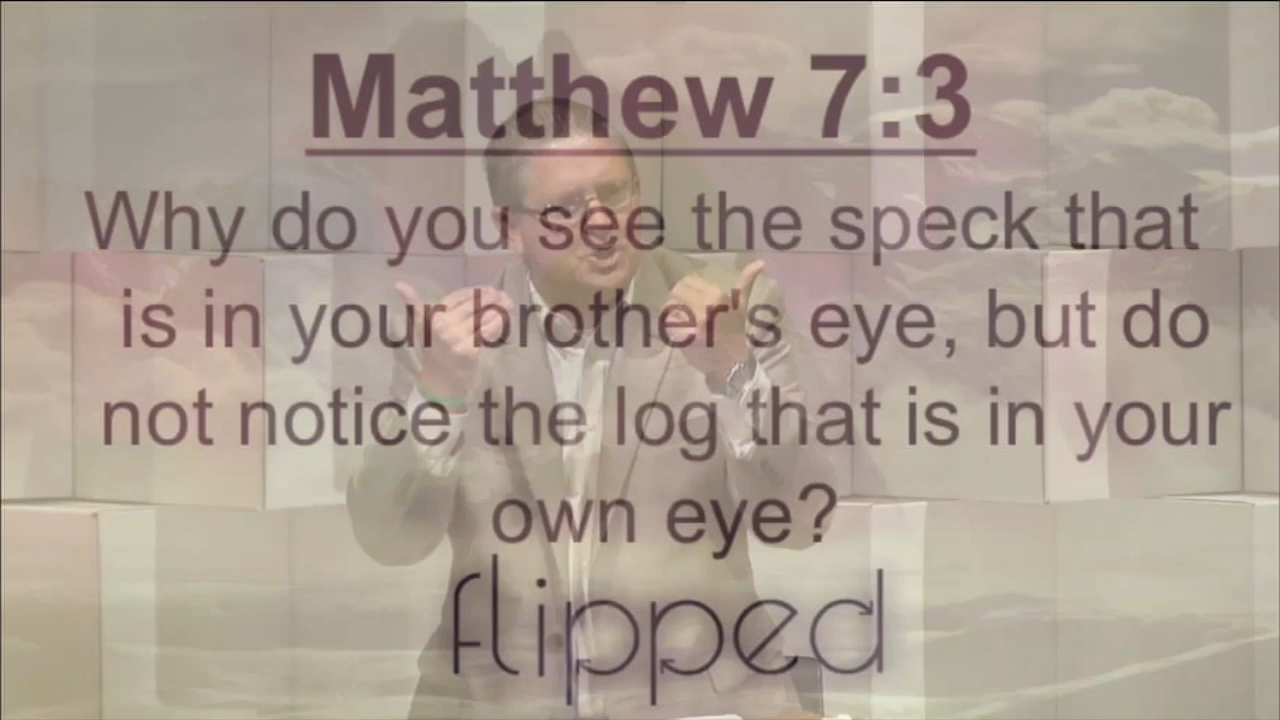 Matthew 7:3
Why do you see the speck that
is in your brother's eye, but do
not notice the log that is in your
own eye?
flipped